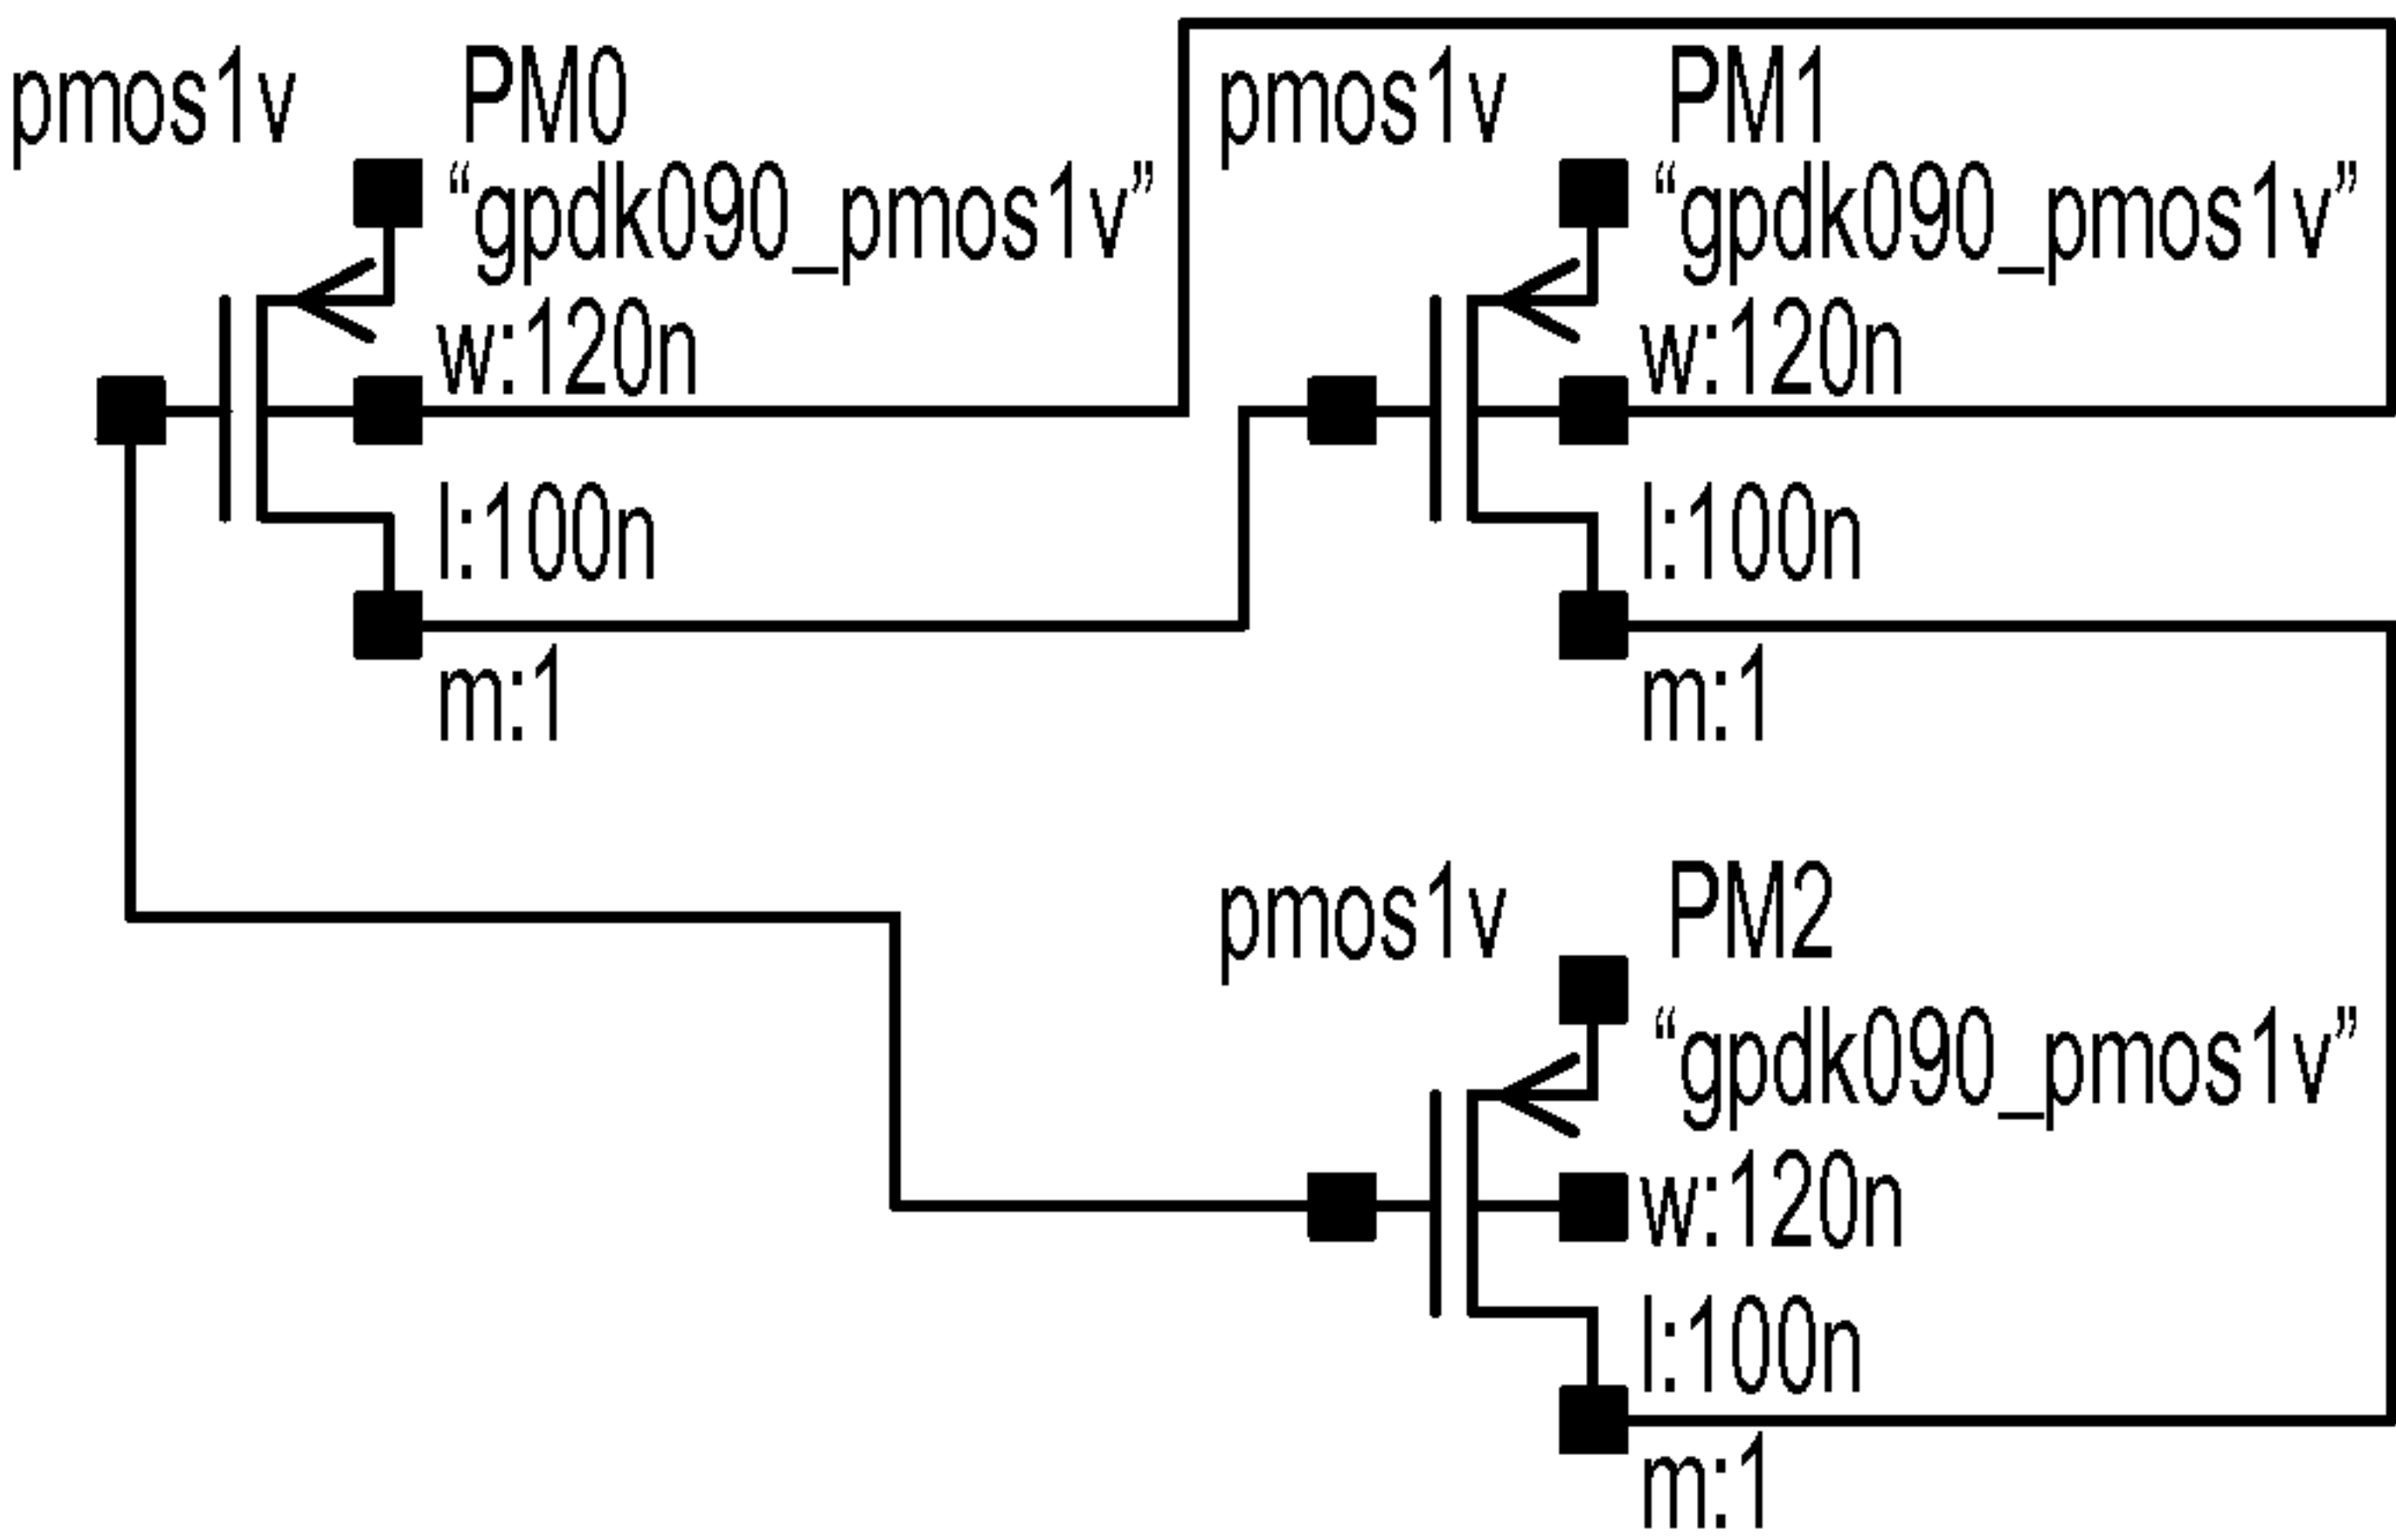 pmos1v PM0
“gpdk090_pmos1v”
w:120n
l:100n
m:1
pmos1v PM1
“gpdk090_pmos1v”
w:120n
l:100n
m:1
pmos1v PM2
“gpdk090_pmos1v”
w:120n
l:100n
m:1